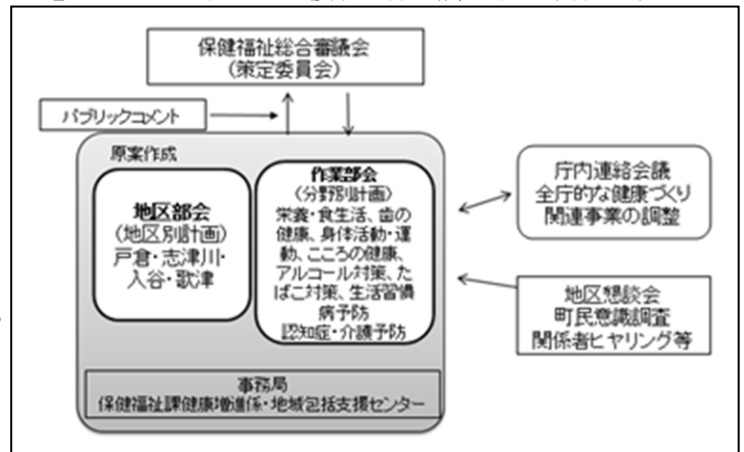 保健福祉総合審議会
(策定委員会)
パブリックコメント
原案作成
地区部会
(地区別計画)
戸倉・志津川・
入谷・歌津
作業部会
(分野別計画)
栄養・食生活、歯の
健康、身体活動・運
動、こころの健康、
アルコール対策、た
ばこ対策、生活習慣
病予防
認知症・介護予防
事務局
保健福祉課健康増進係・地域包括支援センター
庁内連絡会議
全庁的な健康づくり
関連事業の調整
地区懇談会
町民意識調査
関係者ヒヤリング等